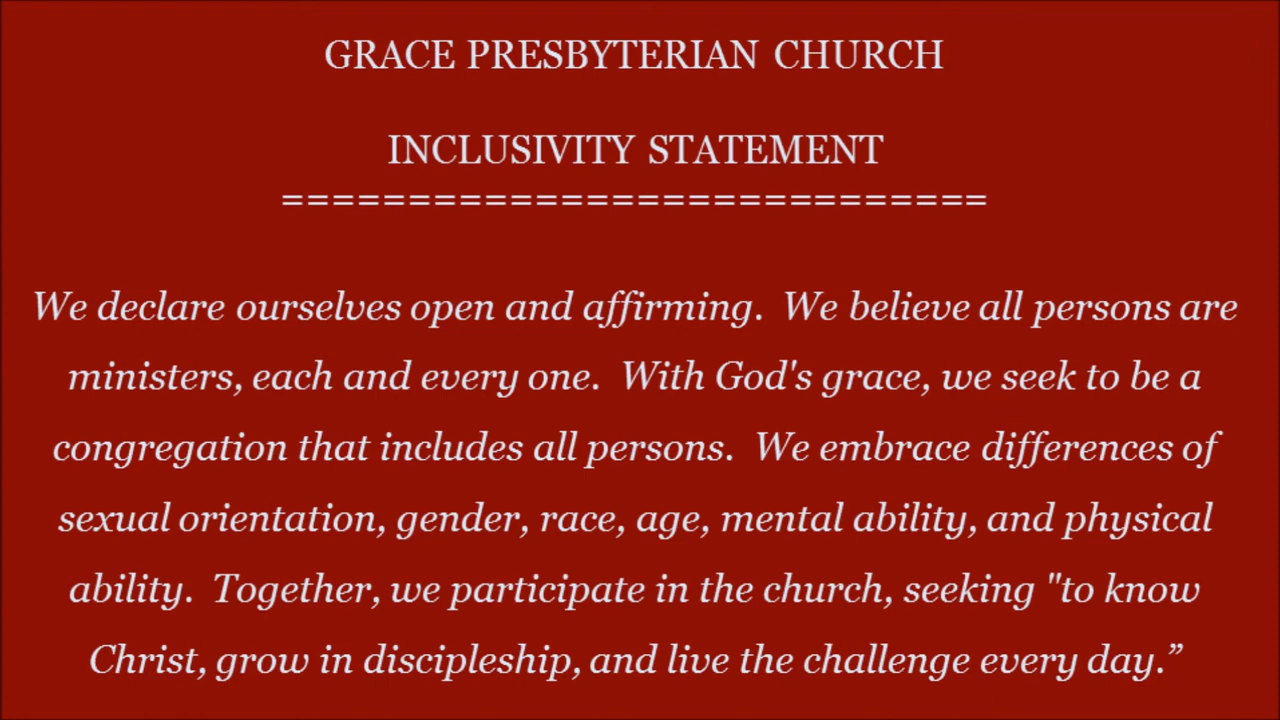 GRACE PRESBYTERIAN CHURCH
INCLUSIVITY STATEMENT
============================
We declare ourselves open and affirming.  We believe all persons are
ministers, each and every one.  With God's grace, we seek to be a
congregation that includes all persons.  We embrace differences of
sexual orientation, gender, race, age, mental ability, and physical
ability.  Together, we participate in the church, seeking "to know
Christ, grow in discipleship, and live the challenge every day.”